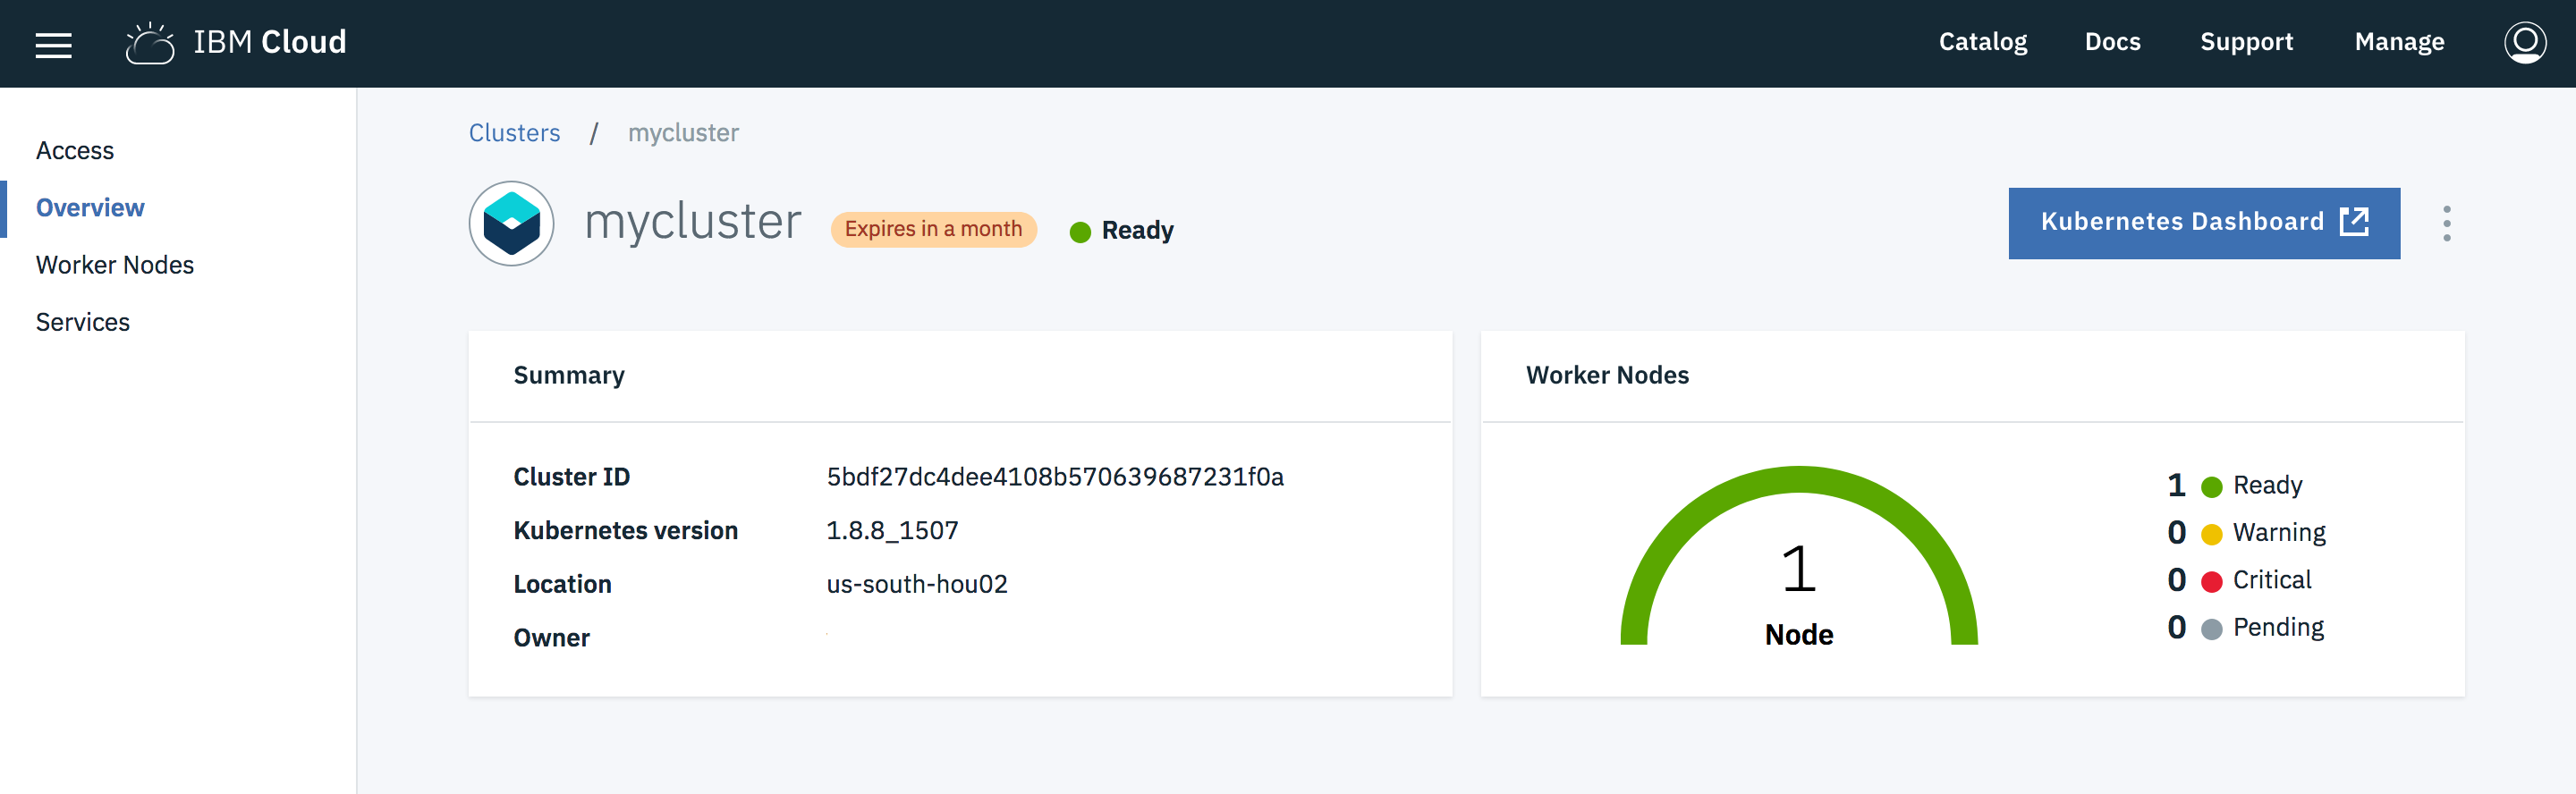 IBM Cloud
Catalog Docs Support Manage
Access
Overview
Worker Nodes
Services
Clusters / mycluster
mycluster Expires in a month Ready
Kubernetes Dashboard
Summary
Cluster ID 5bdf27dc4dee4108b570639687231f0a
Kubernetes version 1.8.8_1507
Location us-south-hou02
Owner
Worker Nodes
1
Node
1 Ready
0 Warning
0 Critical
0 Pending